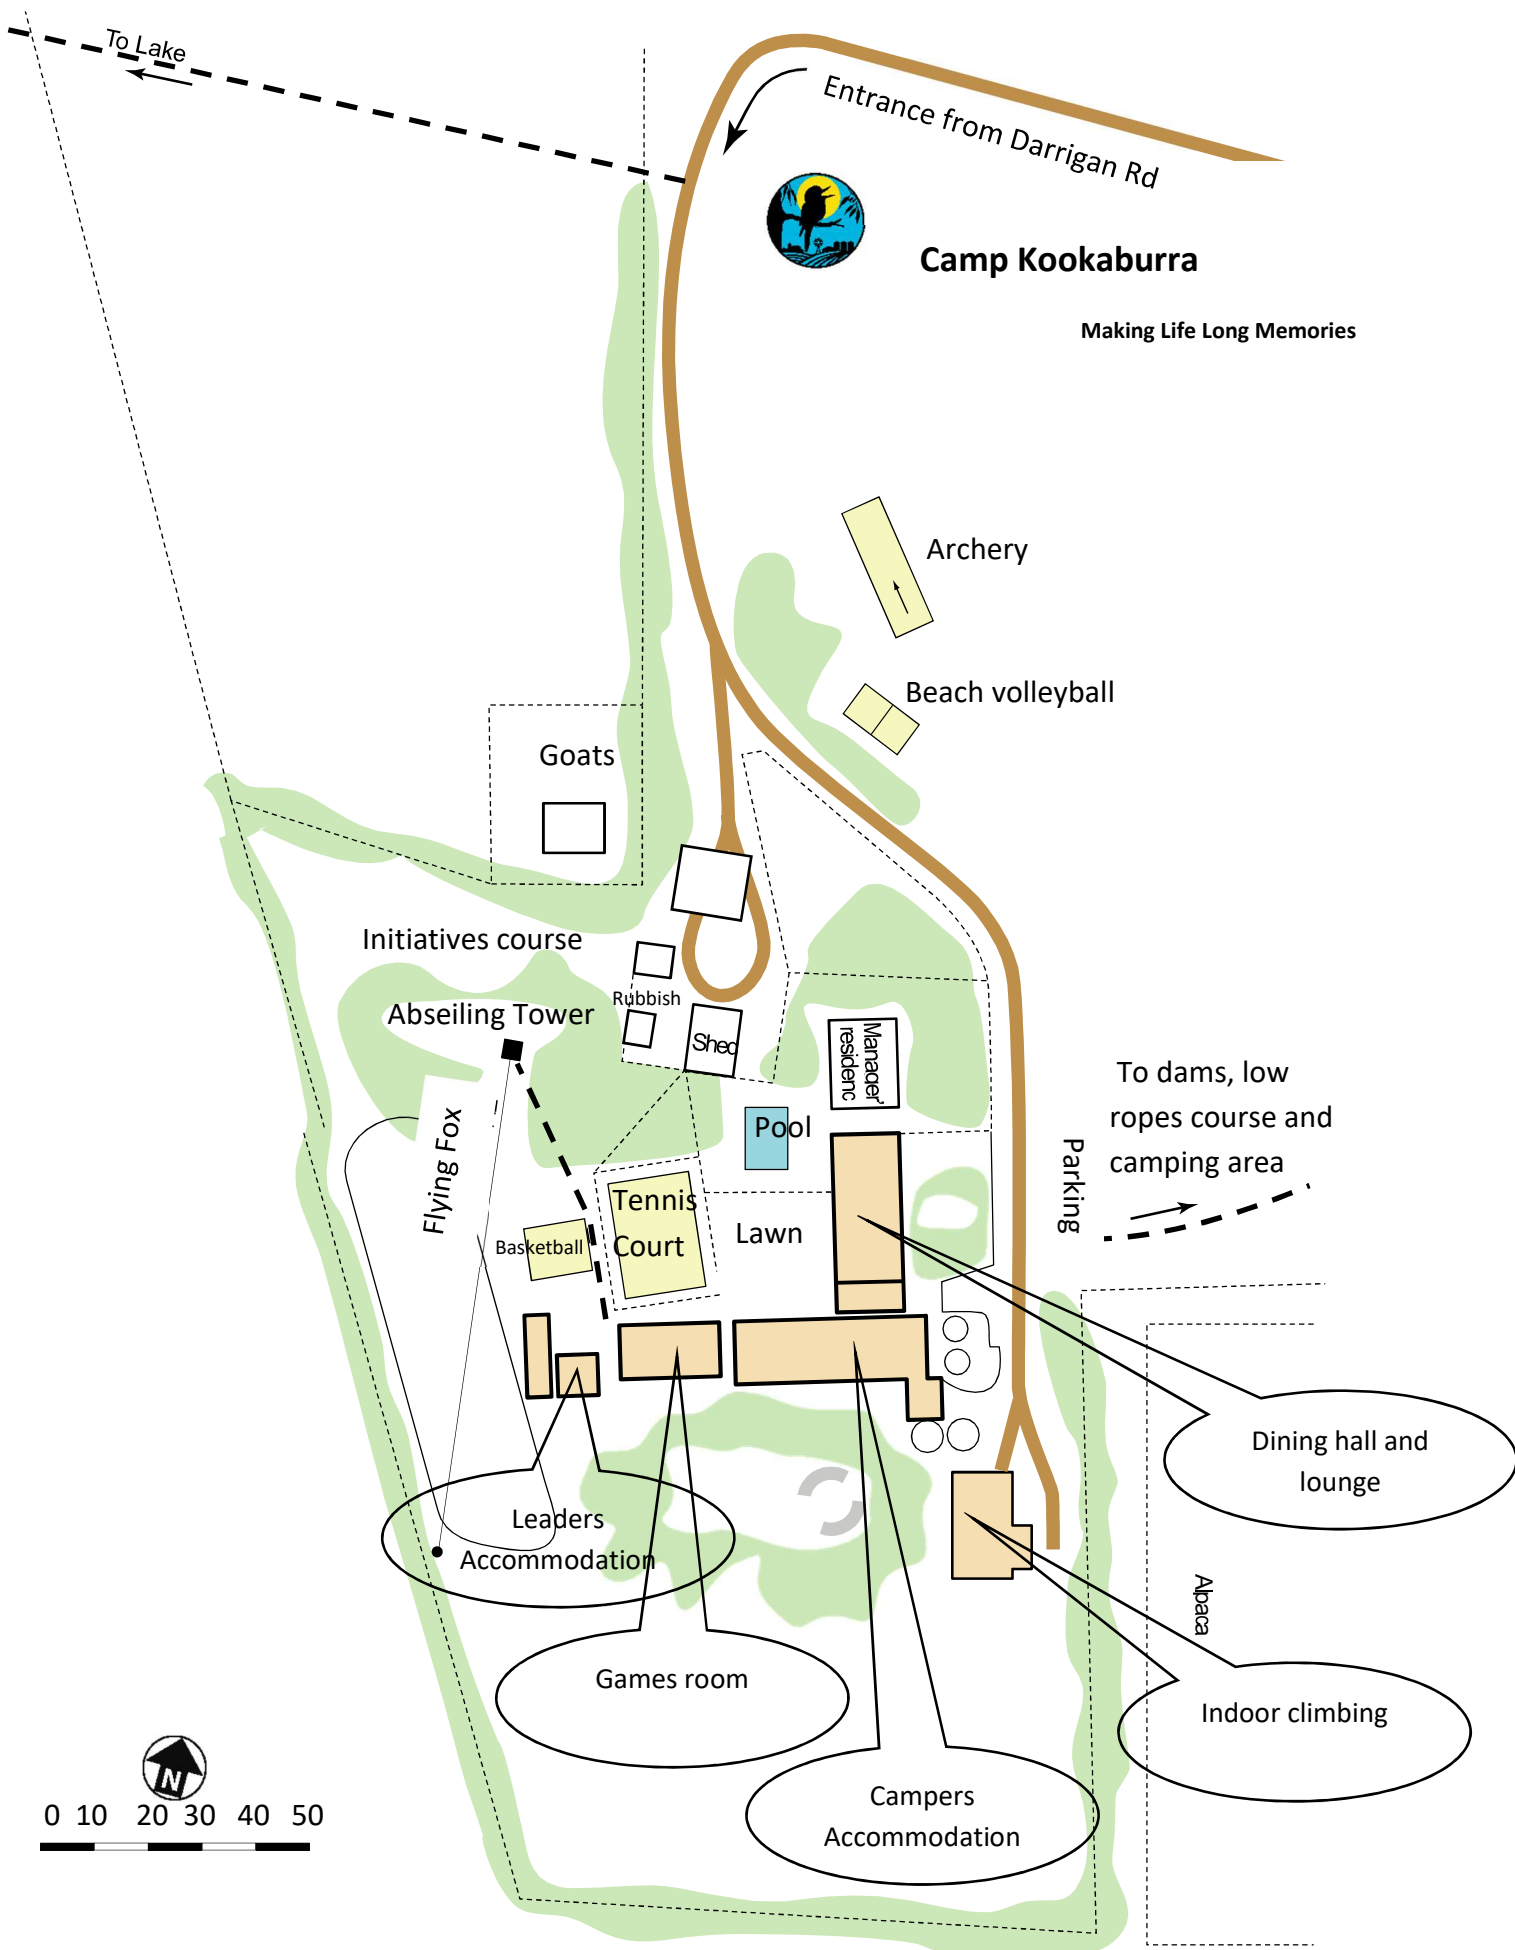 To Lake
Entrance from Darrigan Rd
Camp Kookaburra
Making Life Long Memories
Archery
Beach volleyball
Goats
Initiatives course
Rubbish
Abseiling Tower
Shed
Manager'
residenc
To dams, low
ropes course and
camping area
Pool
Parking
Flying Fox
Tennis
Court
Lawn
Basketball
Dining hall and
lounge
Leaders
Accommodation
Alpaca
Games room
Indoor climbing
Campers
Accommodation
N
0 10 20 30 40 50